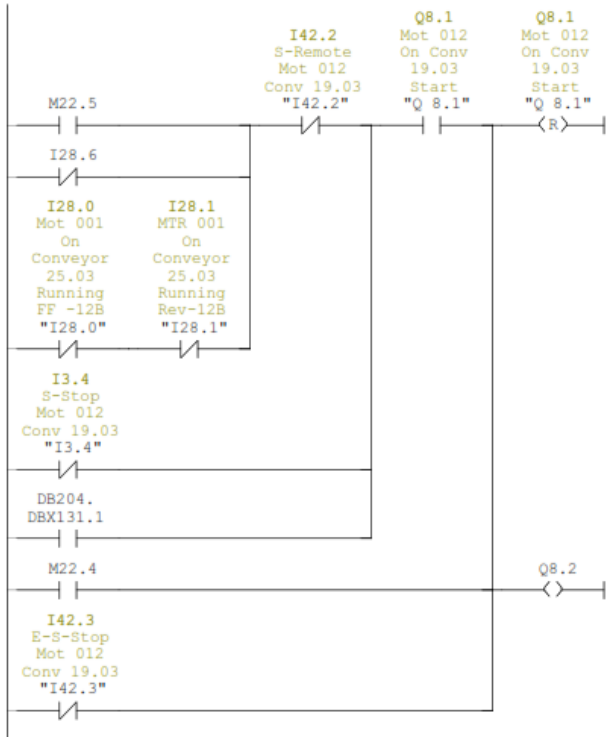 I42.2
S-Remote
Mot 012
Conv 19.03
"I42.2"
Q8.1
Mot 012
On Conv
19.03
Start
"Q 8.1"
Q8.1
Mot 012
On Conv
19.03
Start
"Q 8.1"
R
M22.5
I28.6
I28.0
Mot 001
On
Conveyor
25.03
Running
FF -12B
"I28.0"
I28.1
MTR 001
On
Conveyor
25.03
Running
Rev-12B
"I28.1"
I3.4
S-Stop
Mot 012
Conv 19.03
"I3.4"
DB204.
DBX131.1
M22.4
Q8.2
I42.3
E-S-Stop
Mot 012
Conv 19.03
"I42.3"